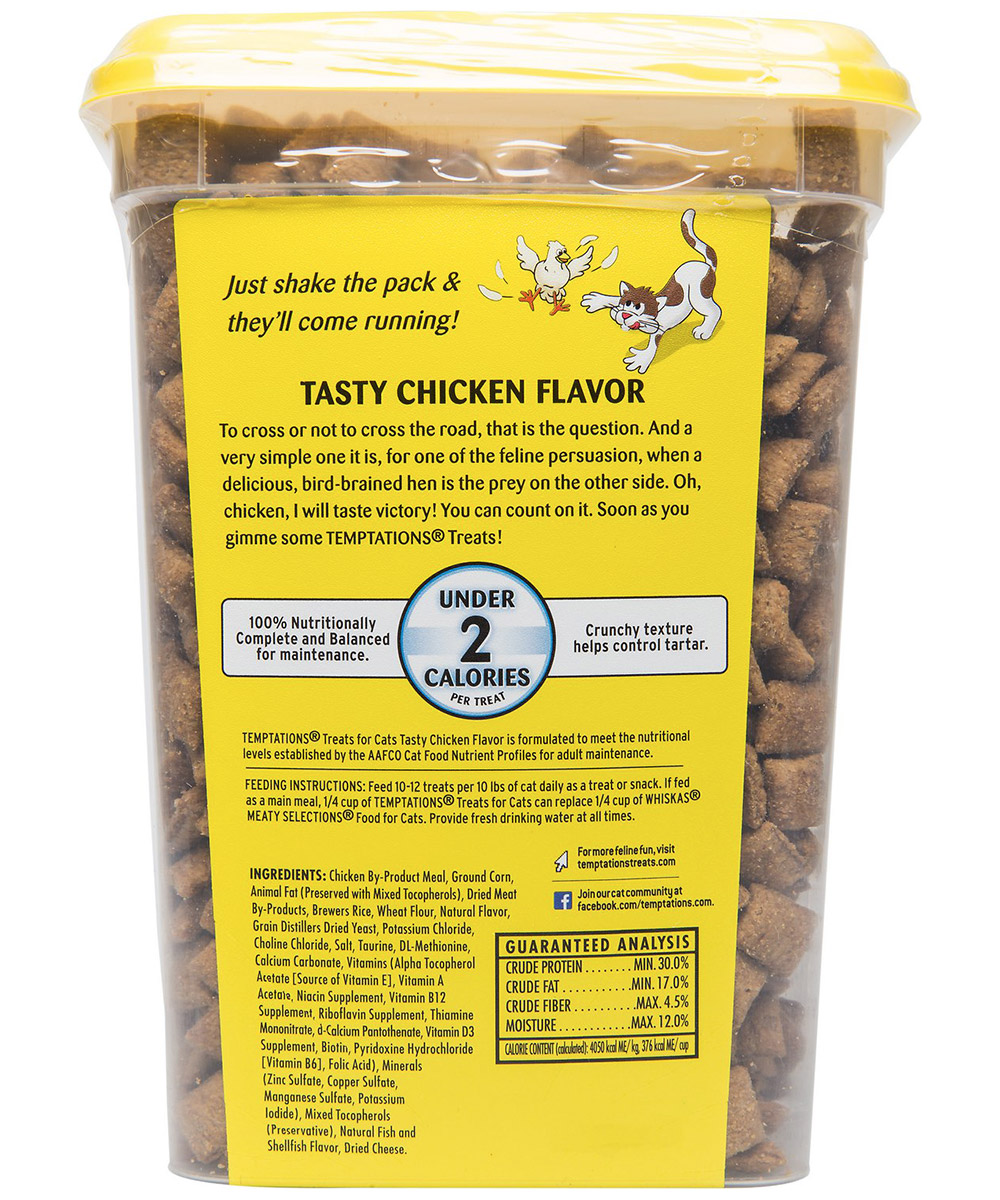 Just shake the pack &
they'll come running!
TASTY CHICKEN FLAVOR
To cross or not to cross the road, that is the question. And a
very simple one it is, for one of the feline persuasion, when a
delicious, bird-brained hen is the prey on the other side. Oh,
chicken, I will taste victory! You can count on it. Soon as you
gimme some TEMPTATIONS® Treats!
100% Nutritionally
Complete and Balanced
for maintenance.
UNDER
2
CALORIES
PER TREAT
Crunchy texture
helps control tartar.
TEMPTATIONS® Treats for Cats Tasty Chicken Flavor is formulated to meet the nutritional
levels established by the AAFCO Cat Food Nutrient Profiles for adult maintenance.
FEEDING INSTRUCTIONS: Feed 10-12 treats per 10 lbs of cat daily as a treat or snack. If fed
as a main meal, 1/4 cup of TEMPTATIONS® Treats for Cats can replace 1/4 cup of WHISKAS®
MEATY SELECTIONS® Food for Cats. Provide fresh drinking water at all times.
INGREDIENTS: Chicken By-Product Meal, Ground Corn,
Animal Fat (Preserved with Mixed Tocopherols), Dried Meat
By-Products, Brewers Rice, Wheat Flour, Natural Flavor,
Grain Distillers Dried Yeast, Potassium Chloride,
Choline Chloride, Salt, Taurine, DL-Methionine,
Calcium Carbonate, Vitamins (Alpha Tocopherol
Acetate [Source of Vitamin E], Vitamin A
Acetate, Niacin Supplement, Vitamin B12
Supplement, Riboflavin Supplement, Thiamine
Mononitrate, d-Calcium Pantothenate, Vitamin D3
Supplement, Biotin, Pyridoxine Hydrochloride
[Vitamin B6], Folic Acid), Minerals
(Zinc Sulfate, Copper Sulfate,
Manganese Sulfate, Potassium
Iodide), Mixed Tocopherols
(Preservative), Natural Fish and
Shellfish Flavor, Dried Cheese.
For more feline fun, visit
temptationstreats.com
Join our cat community at
facebook.com/temptations.com.
GUARANTEED ANALYSIS
CRUDE PROTEIN ........ MIN. 30.0%
CRUDE FAT ........... MIN. 17.0%
CRUDE FIBER .......... MAX. 4.5%
MOISTURE ............ MAX. 12.0%
CALORIE CONTENT (calculated): 4050 kcal ME/ kg, 376 kcal ME/ cup